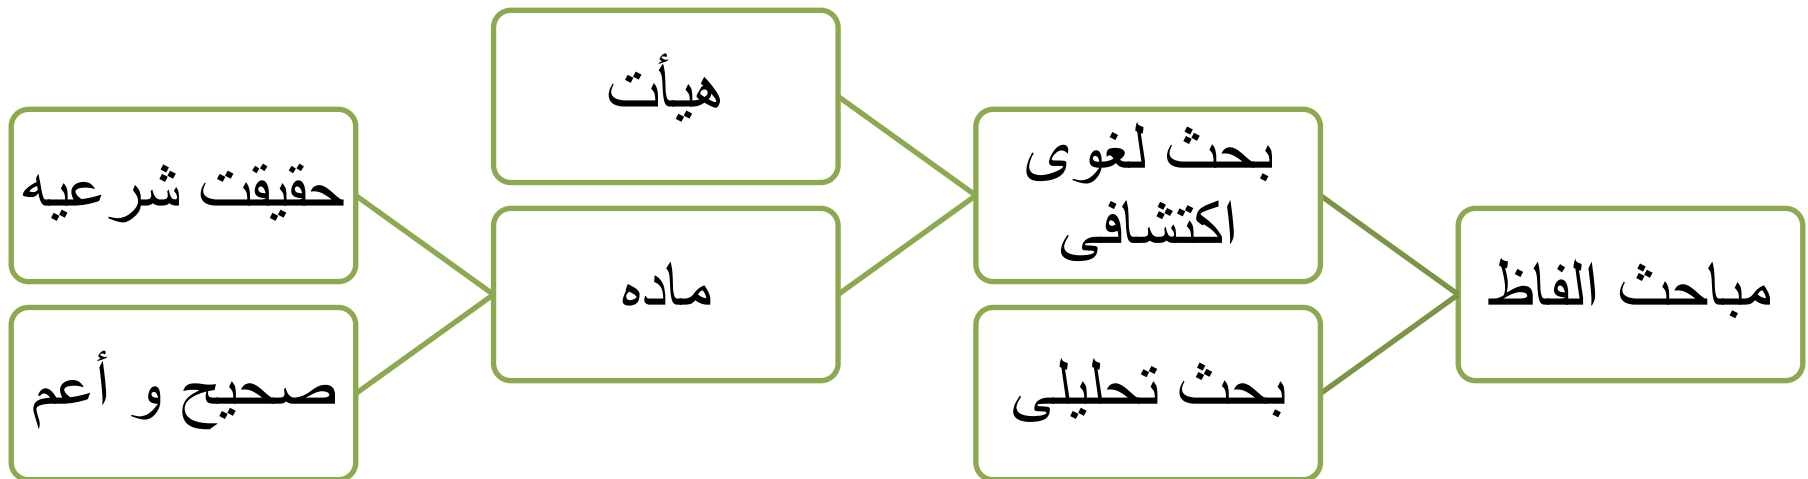 مباحث الفاظ
بحث لغوی
اکتشافی
هیأت
ماده
حقیقت شرعیه
صحیح و أعم
بحث تحلیلی